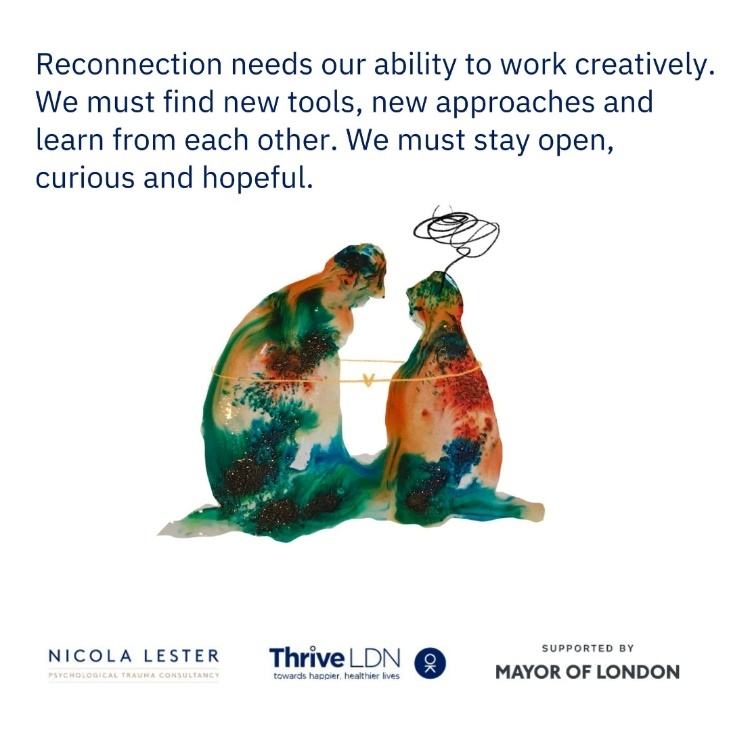 Reconnection needs our ability to work creatively.
We must find new tools, new approaches and
learn from each other. We must stay open,
curious and hopeful.
NICOLA LESTER
PSYCHOLOGICAL TRAUMA CONSULTANCY
Thrive LDN
towards happier, healthier lives
OK
SUPPORTED BY
MAYOR OF LONDON